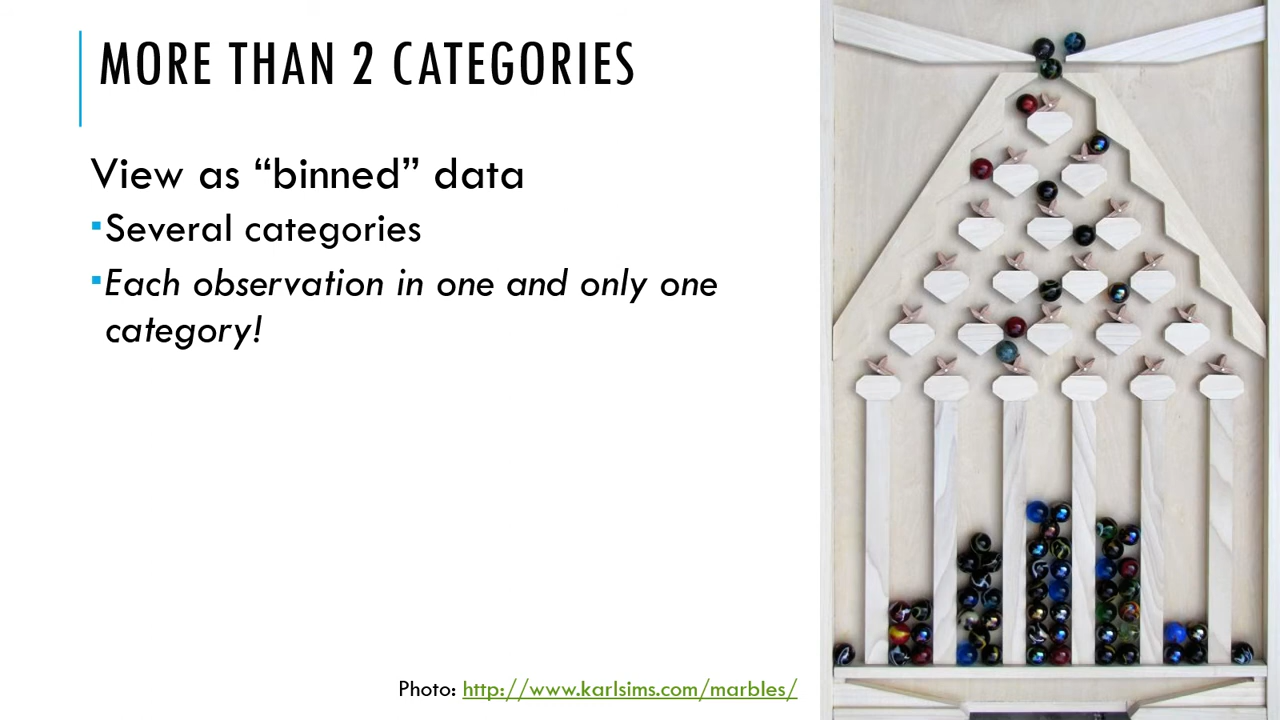 MORE THAN 2 CATEGORIES
View as “binned” data
▪Several categories
▪Each observation in one and only one
category!
Photo: http://www.karlsims.com/marbles/